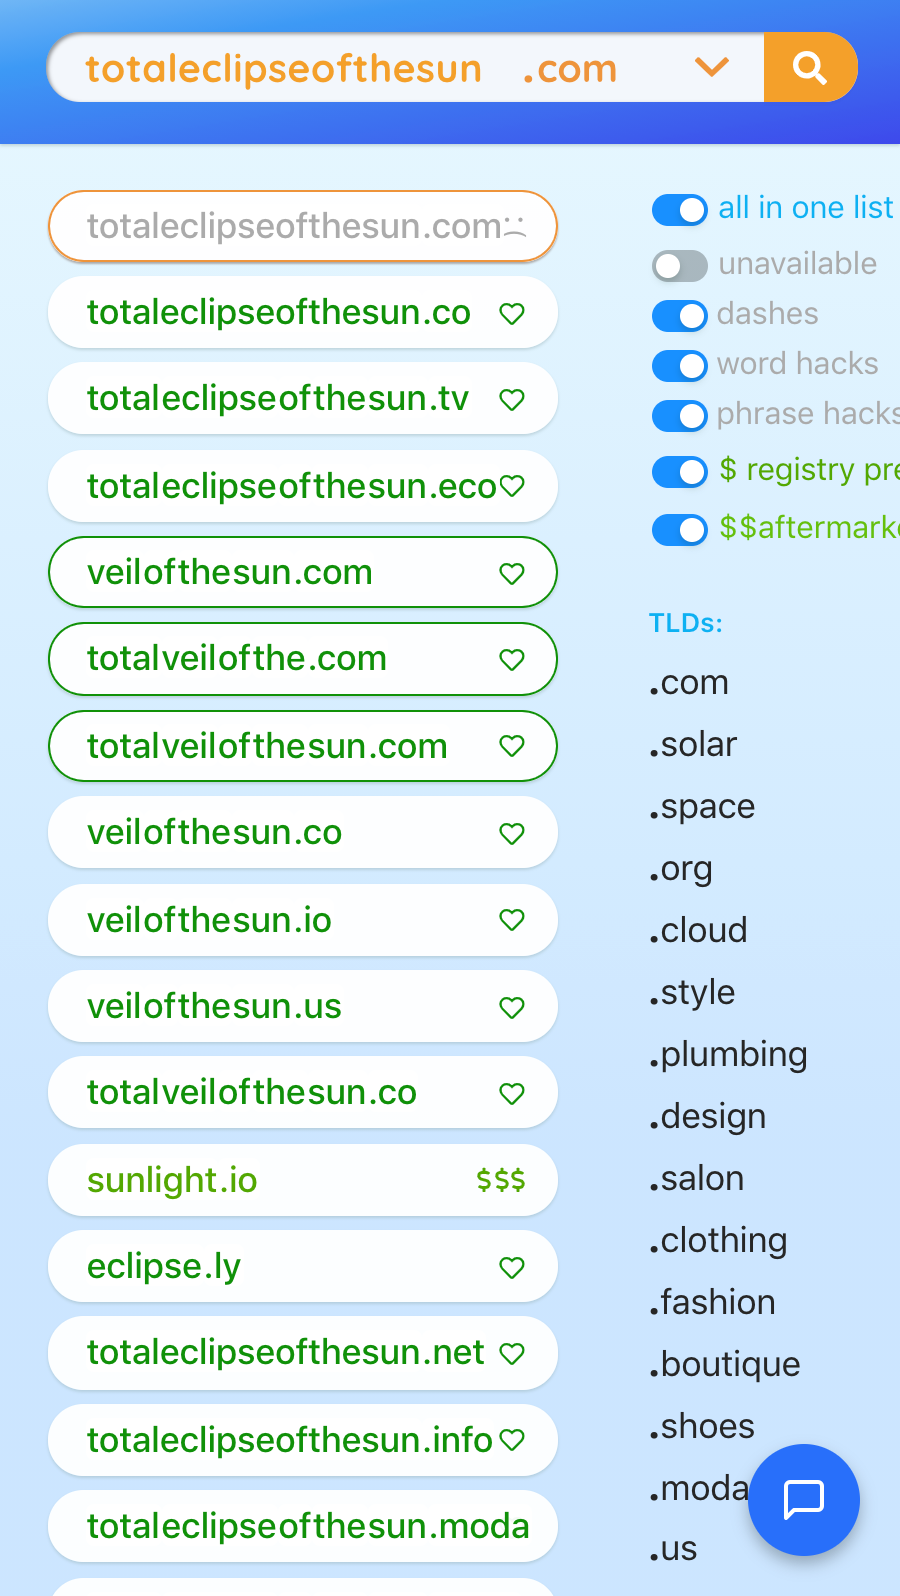 totaleclipseofthesun .com
totaleclipseofthesun.com
totaleclipseofthesun.co
totaleclipseofthesun.tv
totaleclipseofthesun.eco
veilofthesun.com
totalveilofthe.com
totalveilofthesun.com
veilofthesun.co
veilofthesun.io
veilofthesun.us
totalveilofthesun.co
sunlight.io $$$
eclipse.ly
totaleclipseofthesun.net
totaleclipseofthesun.info
totaleclipseofthesun.moda
all in one list
unavailable
dashes
word hacks
phrase hacks
$ registry pre
$$aftermarke
TLDs:
.com
.solar
.space
.org
.cloud
.style
.plumbing
.design
.salon
.clothing
.fashion
.boutique
.shoes
.moda
.us